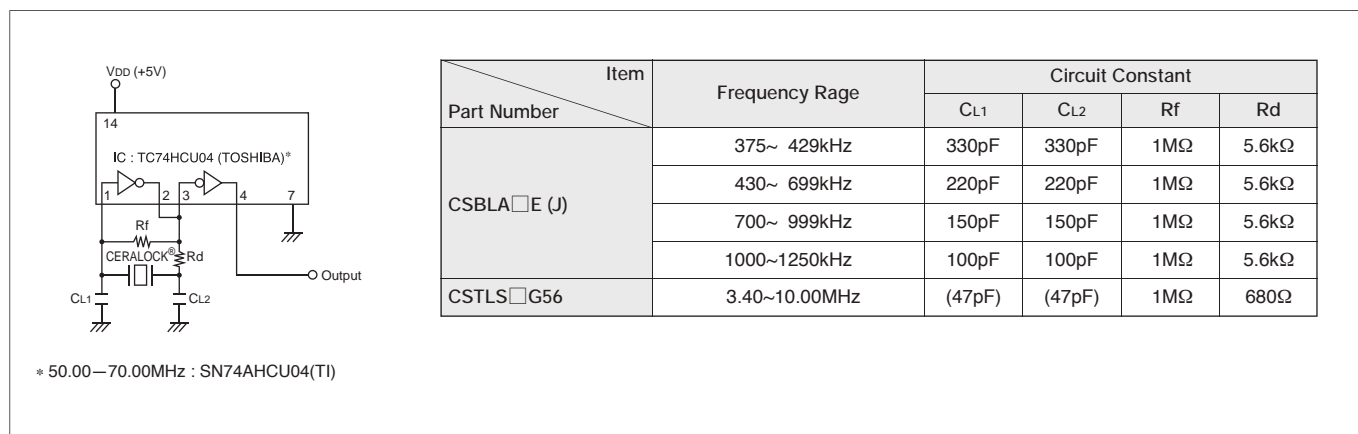 VDD (+5V)
14
IC : TC74HCU04 (TOSHIBA)*
1 2 3 4 7
Rf
CERALOCK® Rd
Output
CL1 CL2
* 50.00—70.00MHz : SN74AHCU04(TI)
Item
Part Number
Frequency Rage
Circuit Constant
CL1 CL2 Rf Rd
CSBLA□E (J)
375~ 429kHz 330pF 330pF 1MΩ 5.6kΩ
430~ 699kHz 220pF 220pF 1MΩ 5.6kΩ
700~ 999kHz 150pF 150pF 1MΩ 5.6kΩ
1000~1250kHz 100pF 100pF 1MΩ 5.6kΩ
CSTLS□G56 3.40~10.00MHz (47pF) (47pF) 1MΩ 680Ω